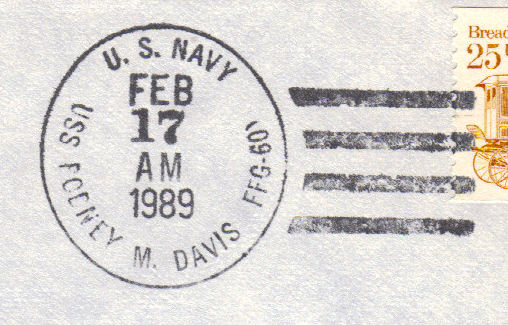 U. S. NAVY
FEB
17
AM
1989
USS RODNEY M. DAVIS FFG-60)
Bread
25